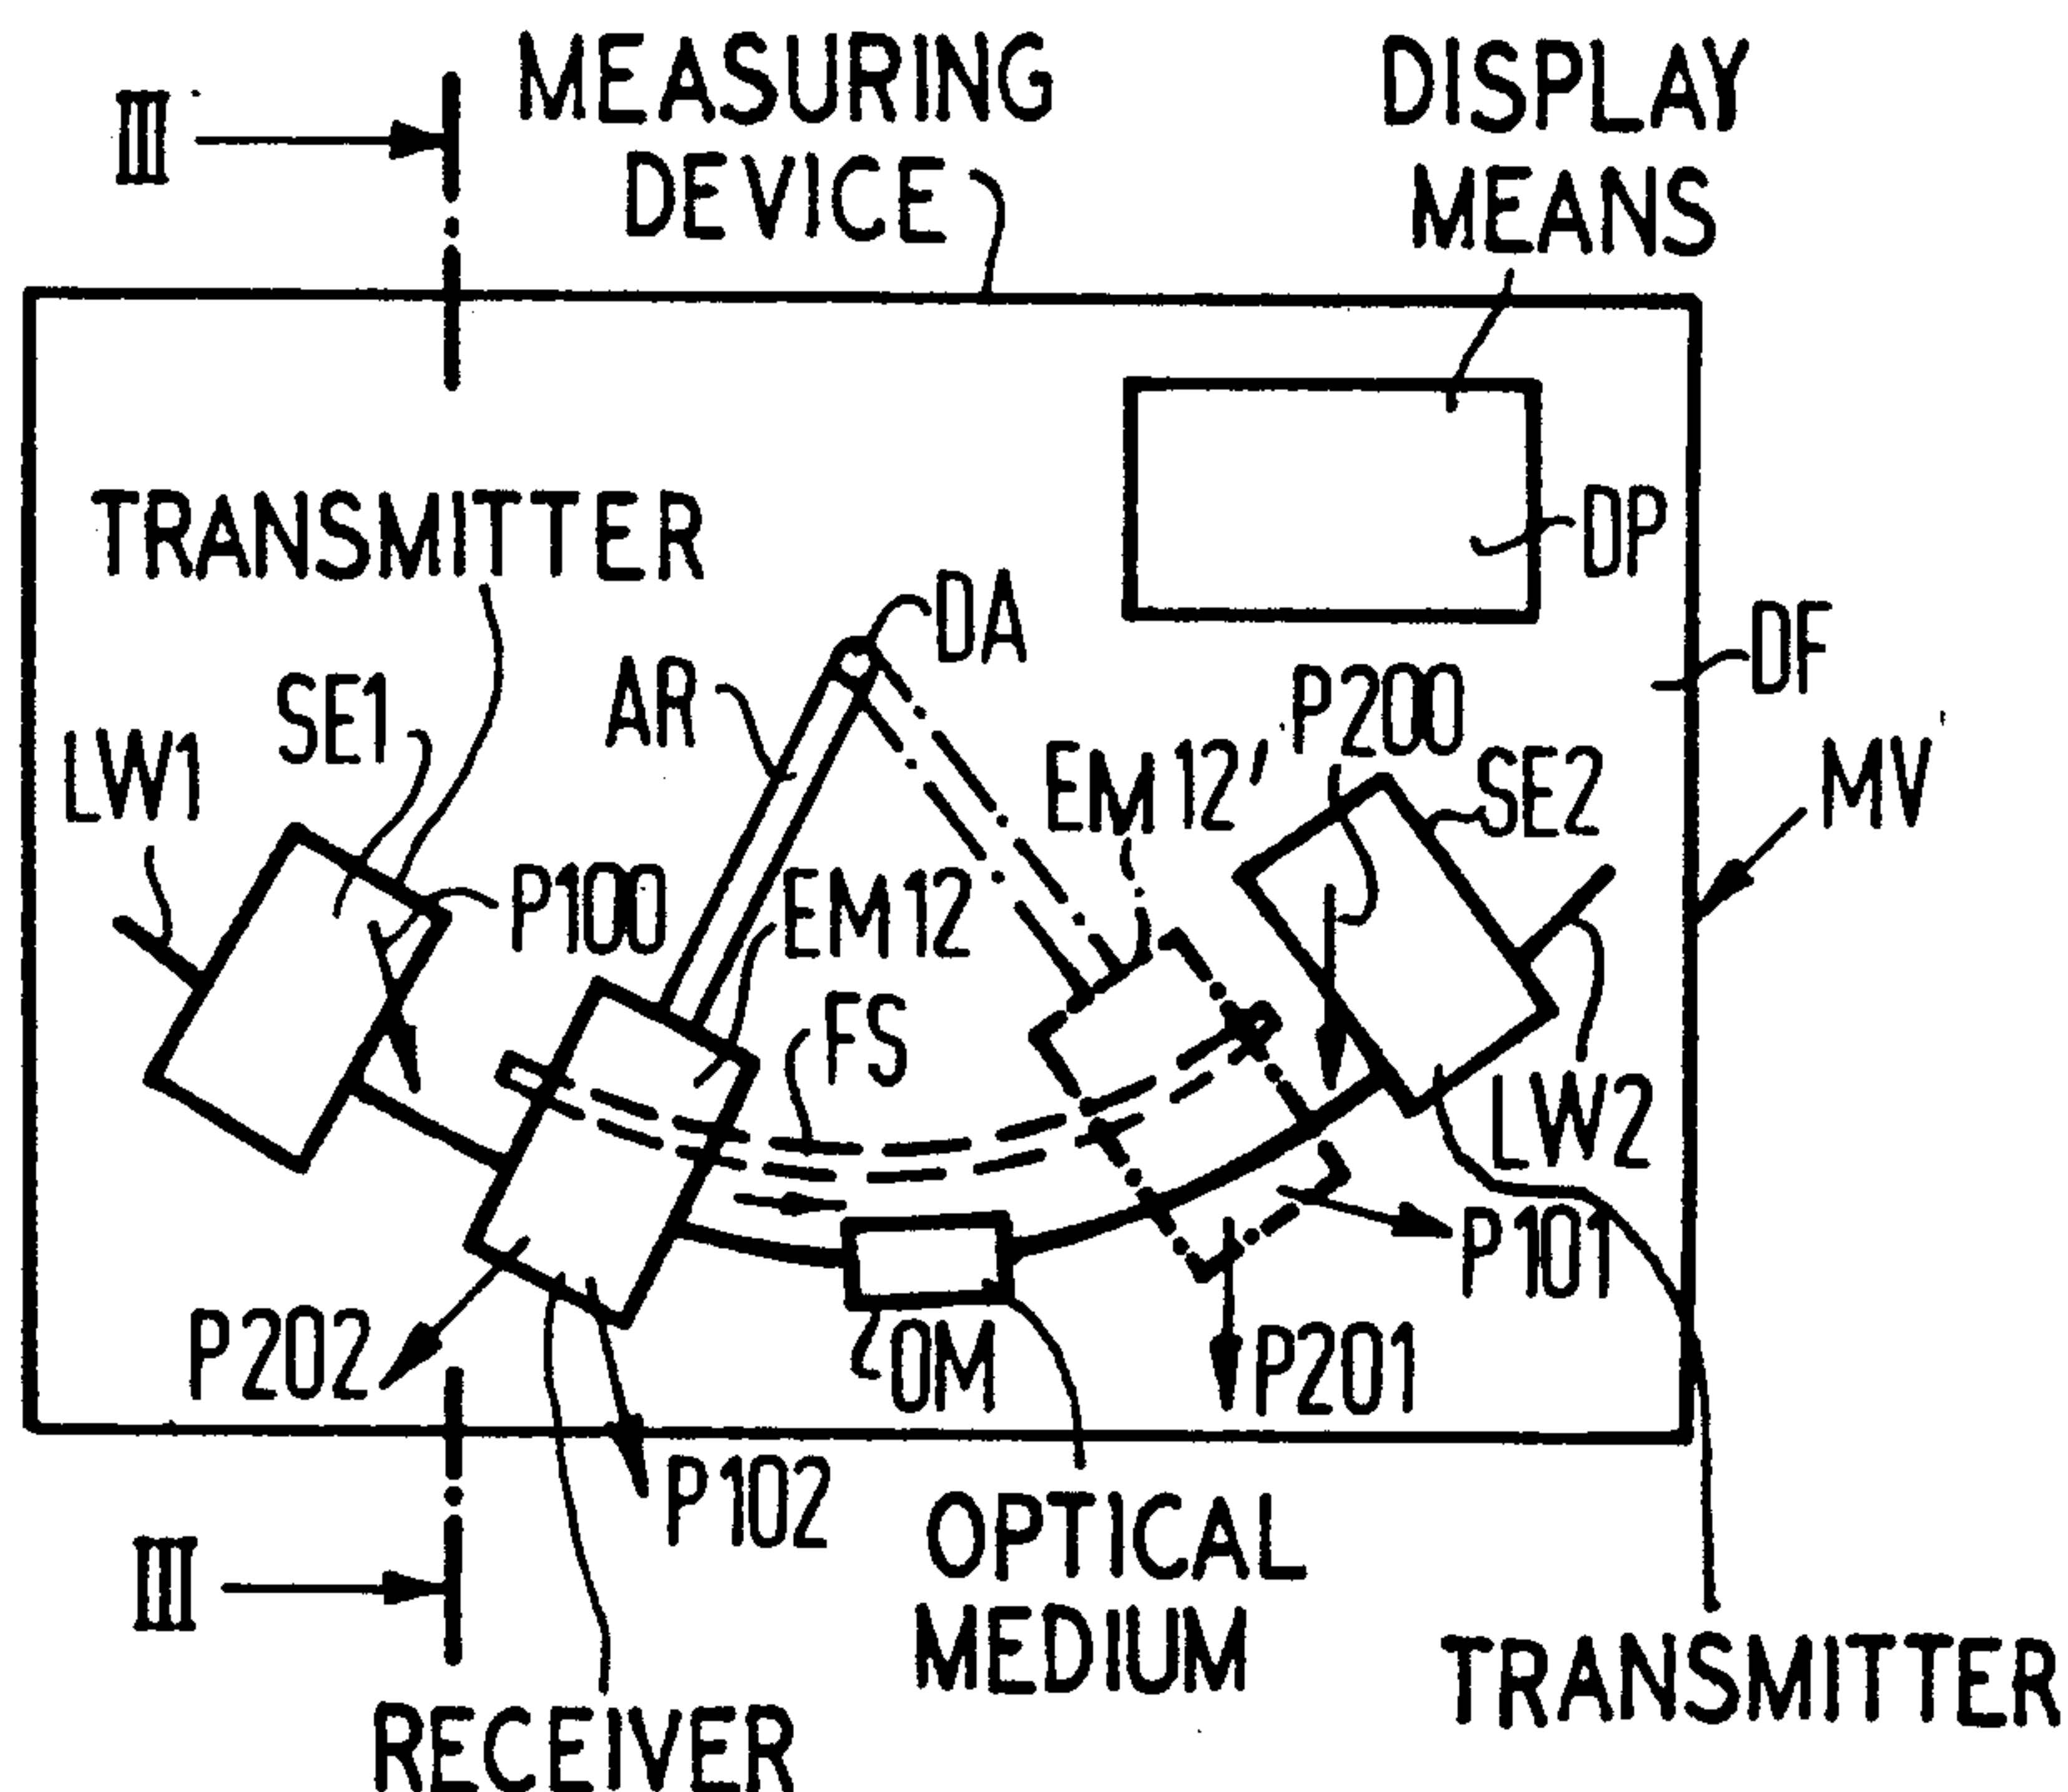 MEASURING
DEVICE
DISPLAY
MEANS
III
TRANSMITTER
DP
DA
DF
SE1
AR
P200
LW1
EM12'
SE2
MV
P100
EM12
FS
LW2
P101
P202
OM
P201
P102
OPTICAL
MEDIUM
III
TRANSMITTER
RECEIVER